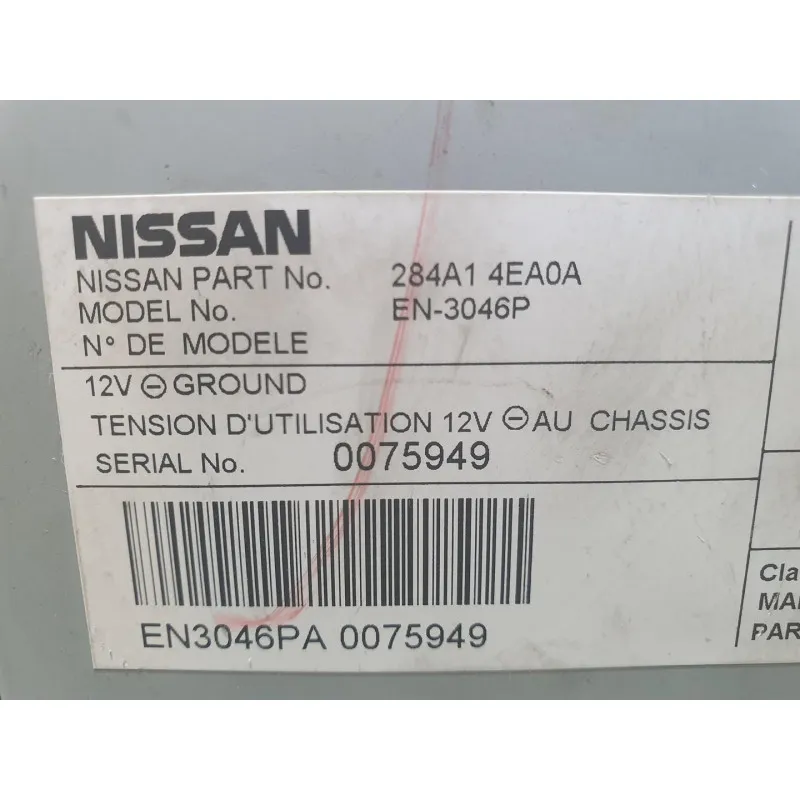 NISSAN
NISSAN PART No. 284A1 4EA0A
MODEL No. EN-3046P
N° DE MODELE
12V ⊖ GROUND
TENSION D'UTILISATION 12V ⊖ AU CHASSIS
SERIAL No. 0075949
EN3046PA 0075949
Cla
MA
PAR